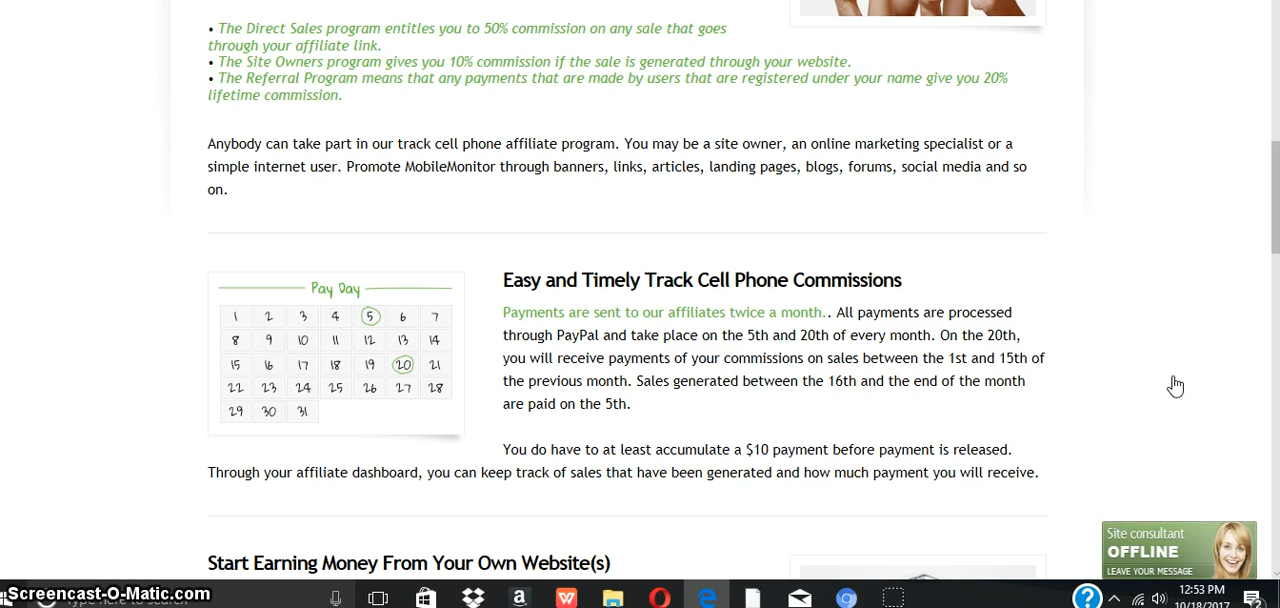 • The Direct Sales program entitles you to 50% commission on any sale that goes
through your affiliate link.
• The Site Owners program gives you 10% commission if the sale is generated through your website.
• The Referral Program means that any payments that are made by users that are registered under your name give you 20%
lifetime commission.
Anybody can take part in our track cell phone affiliate program. You may be a site owner, an online marketing specialist or a
simple internet user. Promote MobileMonitor through banners, links, articles, landing pages, blogs, forums, social media and so
on.
Pay Day
1 2 3 4 5 6 7
8 9 10 11 12 13 14
15 16 17 18 19 20 21
22 23 24 25 26 27 28
29 30 31
Easy and Timely Track Cell Phone Commissions
Payments are sent to our affiliates twice a month.. All payments are processed
through PayPal and take place on the 5th and 20th of every month. On the 20th,
you will receive payments of your commissions on sales between the 1st and 15th of
the previous month. Sales generated between the 16th and the end of the month
are paid on the 5th.
You do have to at least accumulate a $10 payment before payment is released.
Through your affiliate dashboard, you can keep track of sales that have been generated and how much payment you will receive.
Start Earning Money From Your Own Website(s)
Site consultant
OFFLINE
LEAVE YOUR MESSAGE
Screencast-O-Matic.com
Type here to search
12:53 PM
10/18/2017